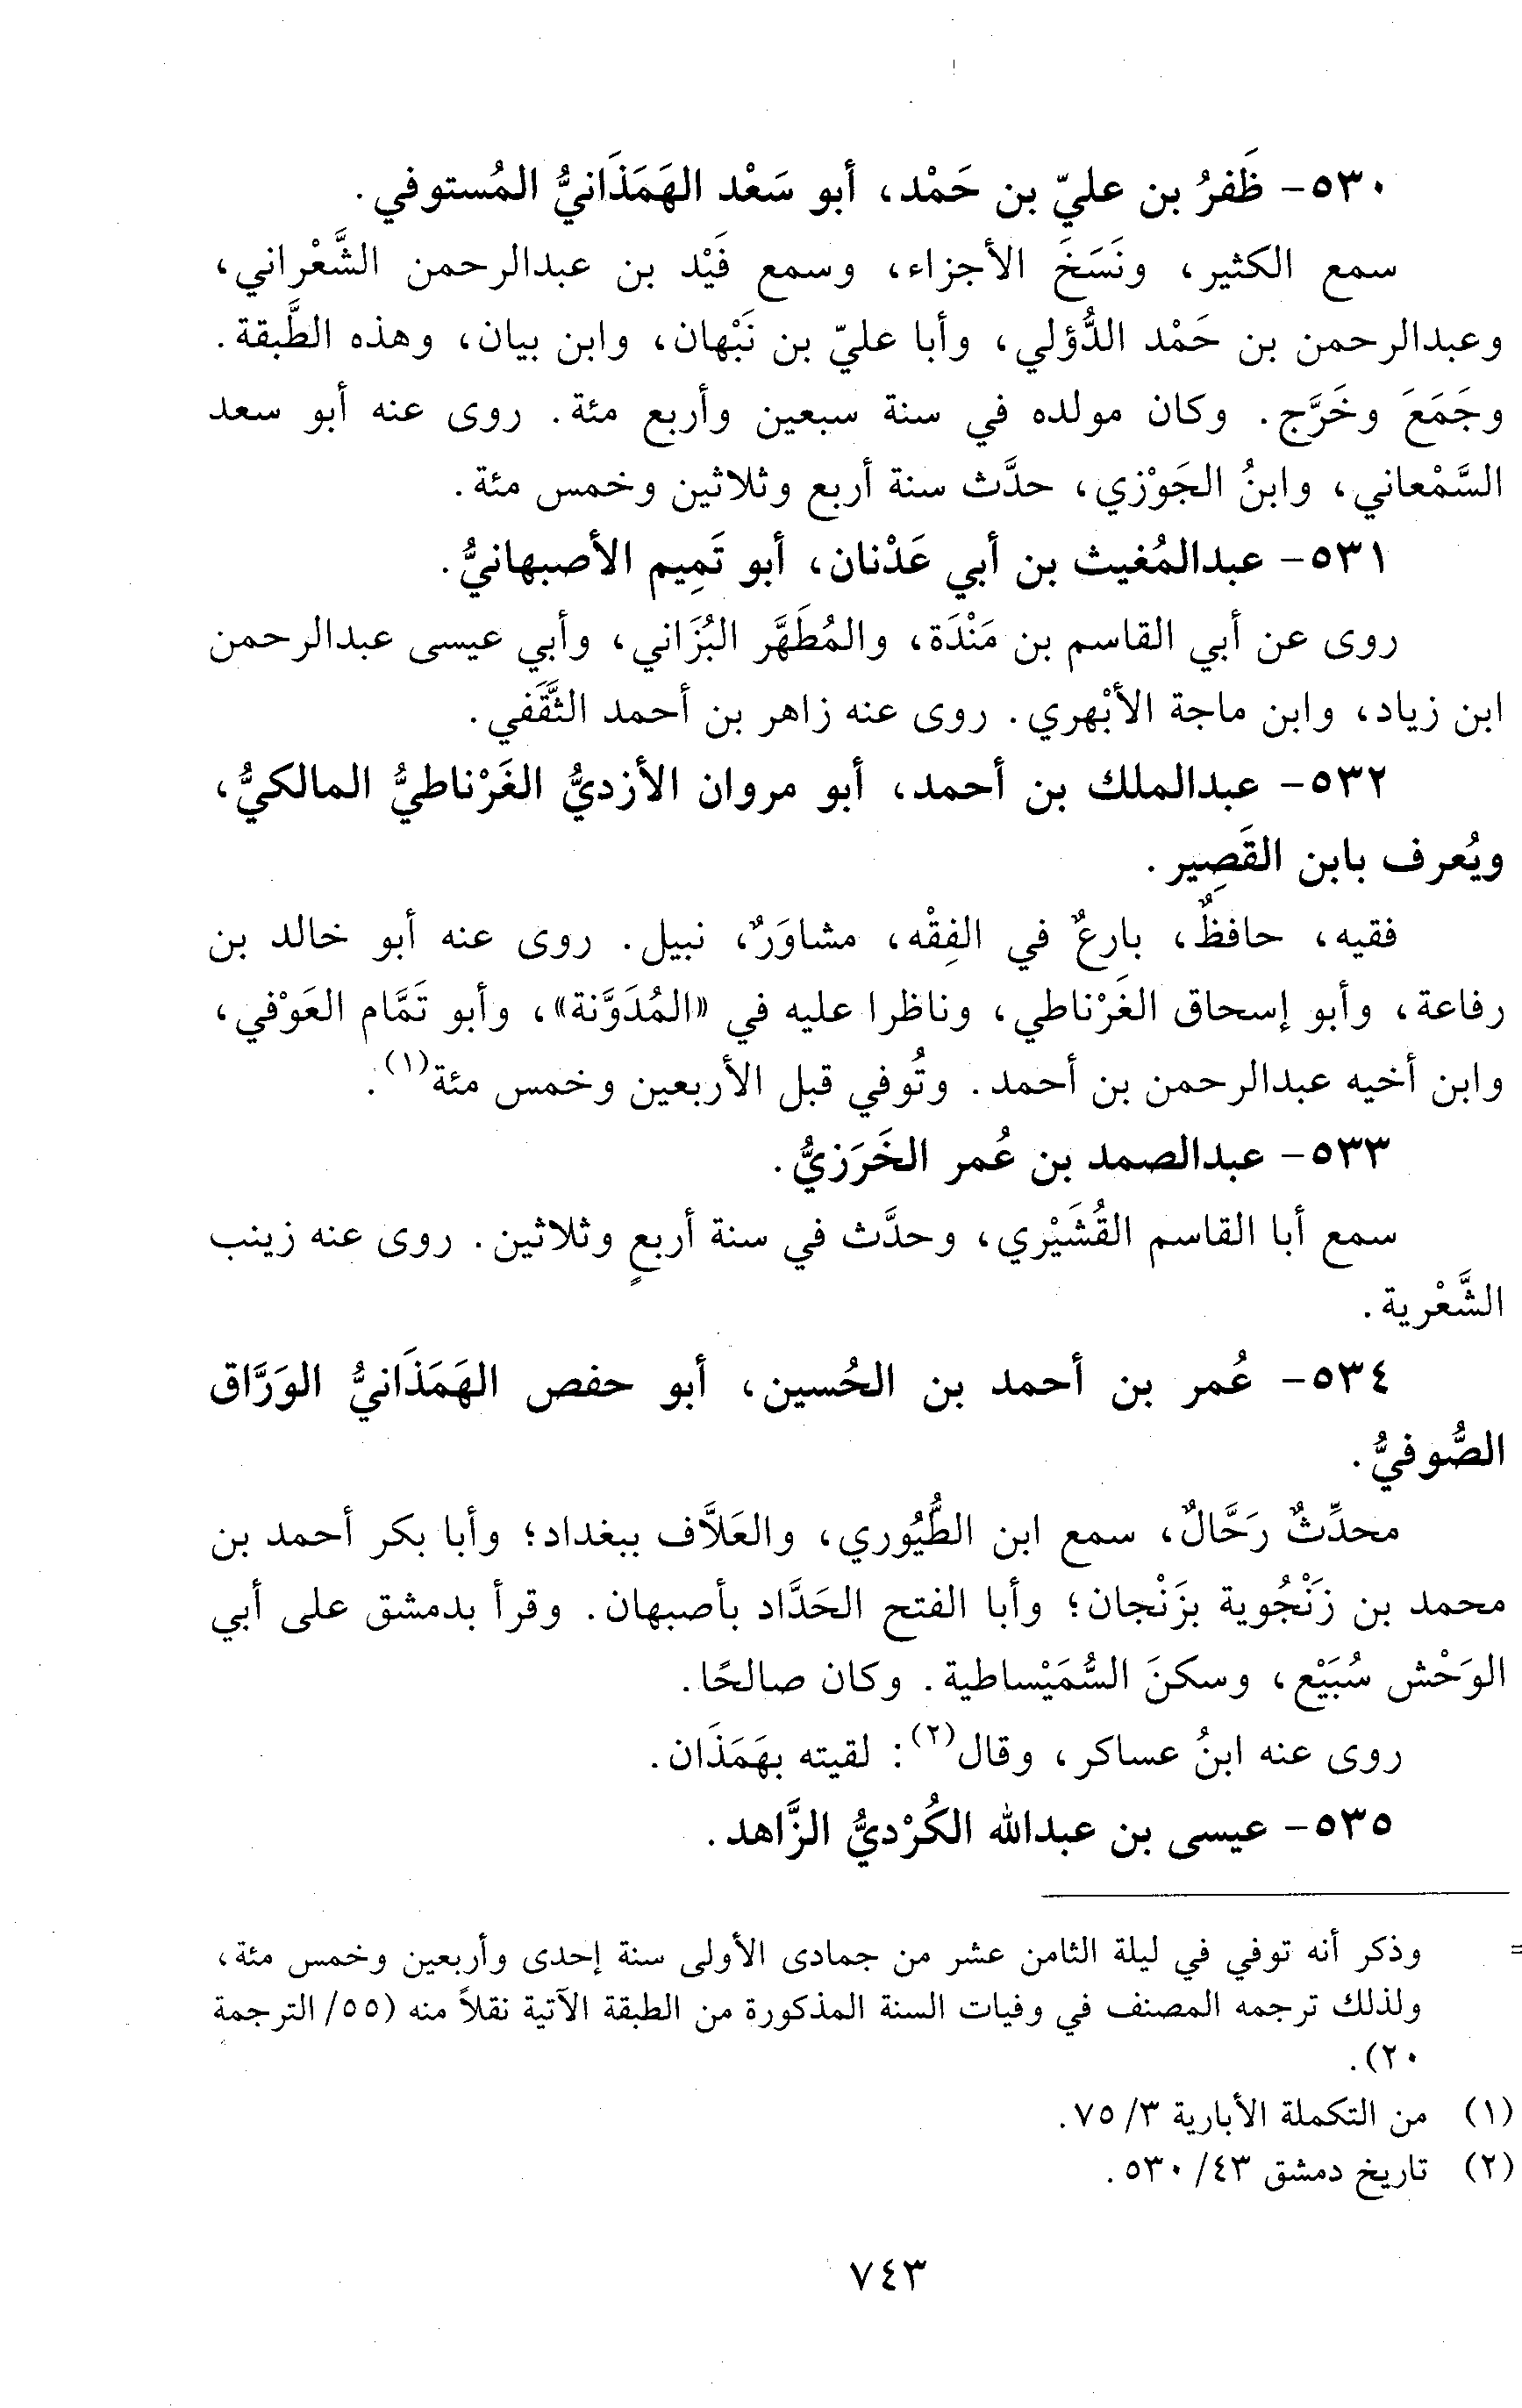 ٥٣٠- ظَفرُ بن عليّ بن حَمْد، أبو سَعْد الهَمَذَانيُّ المُستوفي.
سمع الكثير، ونَسَخَ الأجزاء، وسمع فَيْد بن عبدالرحمن الشَّعْراني،
وعبدالرحمن بن حَمْد الدُّؤلي، وأبا عليّ بن نَبْهان، وابن بيان، وهذه الطَّبقة.
وجَمَعَ وخَرَّج. وكان مولده في سنة سبعين وأربع مئة. روى عنه أبو سعد
السَّمْعاني، وابنُ الجَوْزي، حدَّث سنة أربع وثلاثين وخمس مئة.
٥٣١- عبدالمُغيث بن أبي عَدْنان، أبو تَمِيم الأصبهانيُّ.
روى عن أبي القاسم بن مَنْدَة، والمُطَهَّر البُزَاني، وأبي عيسى عبدالرحمن
ابن زياد، وابن ماجة الأبْهري. روى عنه زاهر بن أحمد الثَّقَفي.
٥٣٢- عبدالملك بن أحمد، أبو مروان الأزديُّ الغَرْناطيُّ المالكيُّ،
ويُعرف بابن القَصِير.
فقيه، حافظٌ، بارعٌ في الفِقْه، مشاوَرٌ، نبيل. روى عنه أبو خالد بن
رفاعة، وأبو إسحاق الغَرْناطي، وناظرا عليه في «المُدَوَّنة»، وأبو تَمَّام العَوْفي،
وابن أخيه عبدالرحمن بن أحمد. وتُوفي قبل الأربعين وخمس مئة(١).
٥٣٣- عبدالصمد بن عُمر الخَرَزيُّ.
سمع أبا القاسم القُشَيْري، وحدَّث في سنة أربعٍ وثلاثين. روى عنه زينب
الشَّعْرية.
٥٣٤- عُمر بن أحمد بن الحُسين، أبو حفص الهَمَذَانيُّ الوَرَّاق
الصُّوفيُّ.
محدِّثٌ رَحَّالٌ، سمع ابن الطُّيُوري، والعَلاَّف ببغداد؛ وأبا بكر أحمد بن
محمد بن زَنْجُوية بزَنْجان؛ وأبا الفتح الحَدَّاد بأصبهان. وقرأ بدمشق على أبي
الوَحْش سُبَيْع، وسكنَ السُّمَيْساطية. وكان صالحًا.
روى عنه ابنُ عساكر، وقال(٢): لقيته بهَمَذَان.
٥٣٥- عيسى بن عبدالله الكُرْديُّ الزَّاهد.
= وذكر أنه توفي في ليلة الثامن عشر من جمادى الأولى سنة إحدى وأربعين وخمس مئة،
ولذلك ترجمه المصنف في وفيات السنة المذكورة من الطبقة الآتية نقلاً منه (٥٥/ الترجمة
٢٠).
(١) من التكملة الأبارية ٣/ ٧٥.
(٢) تاريخ دمشق ٤٣/ ٥٣٠.
٧٤٣